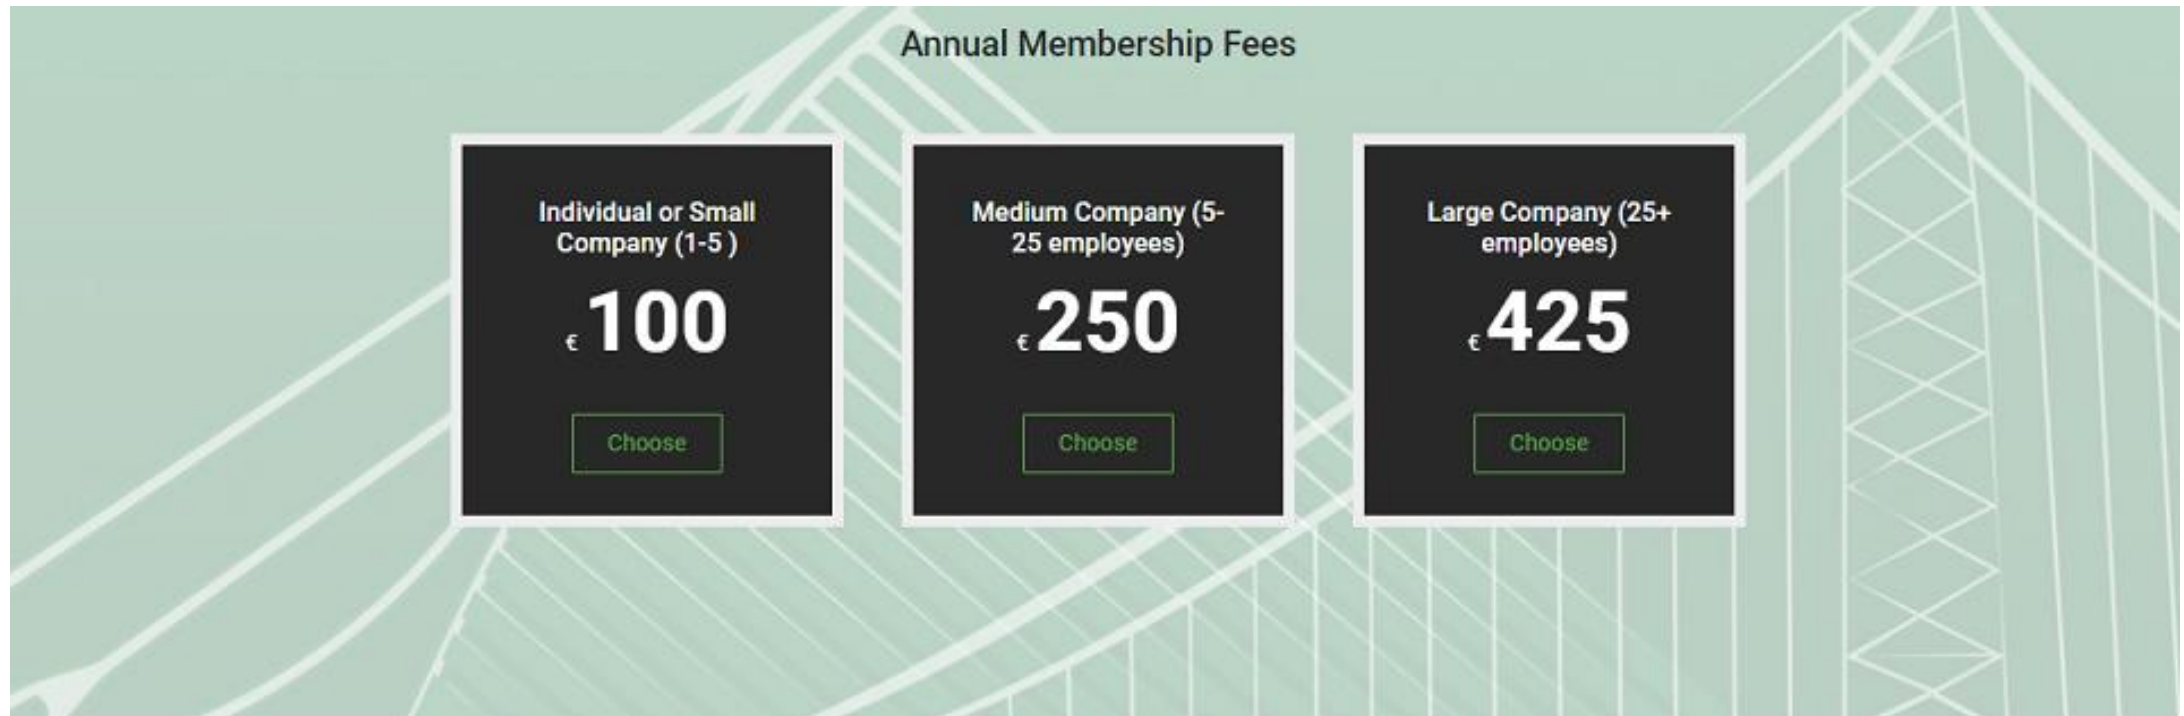 Annual Membership Fees
Individual or Small
Company (1-5 )
€ 100
Choose
Medium Company (5-
25 employees)
€ 250
Choose
Large Company (25+
employees)
€ 425
Choose